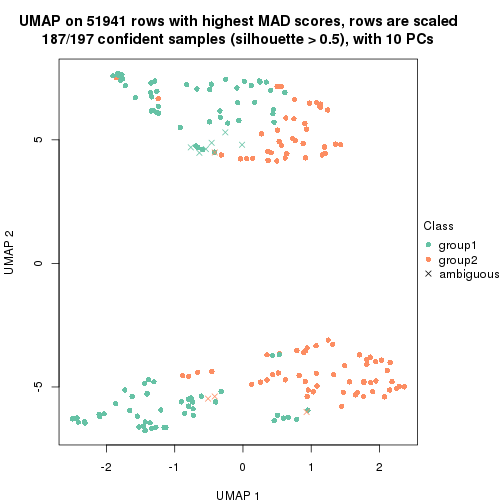 UMAP on 51941 rows with highest MAD scores, rows are scaled
187/197 confident samples (silhouette > 0.5), with 10 PCs
5
0
-5
UMAP 2
-2
-1
0
1
2
UMAP 1
Class
group1
group2
ambiguous